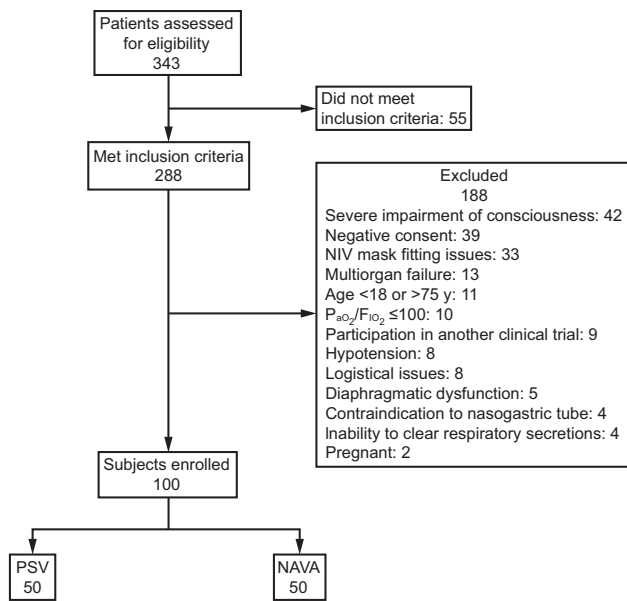 Patients assessed
for eligibility
343
Did not meet
inclusion criteria: 55
Met inclusion criteria
288
Excluded
188
Severe impairment of consciousness: 42
Negative consent: 39
NIV mask fitting issues: 33
Multiorgan failure: 13
Age <18 or >75 y: 11
PaO2/FIO2 ≤100: 10
Participation in another clinical trial: 9
Hypotension: 8
Logistical issues: 8
Diaphragmatic dysfunction: 5
Contraindication to nasogastric tube: 4
Inability to clear respiratory secretions: 4
Pregnant: 2
Subjects enrolled
100
PSV
50
NAVA
50